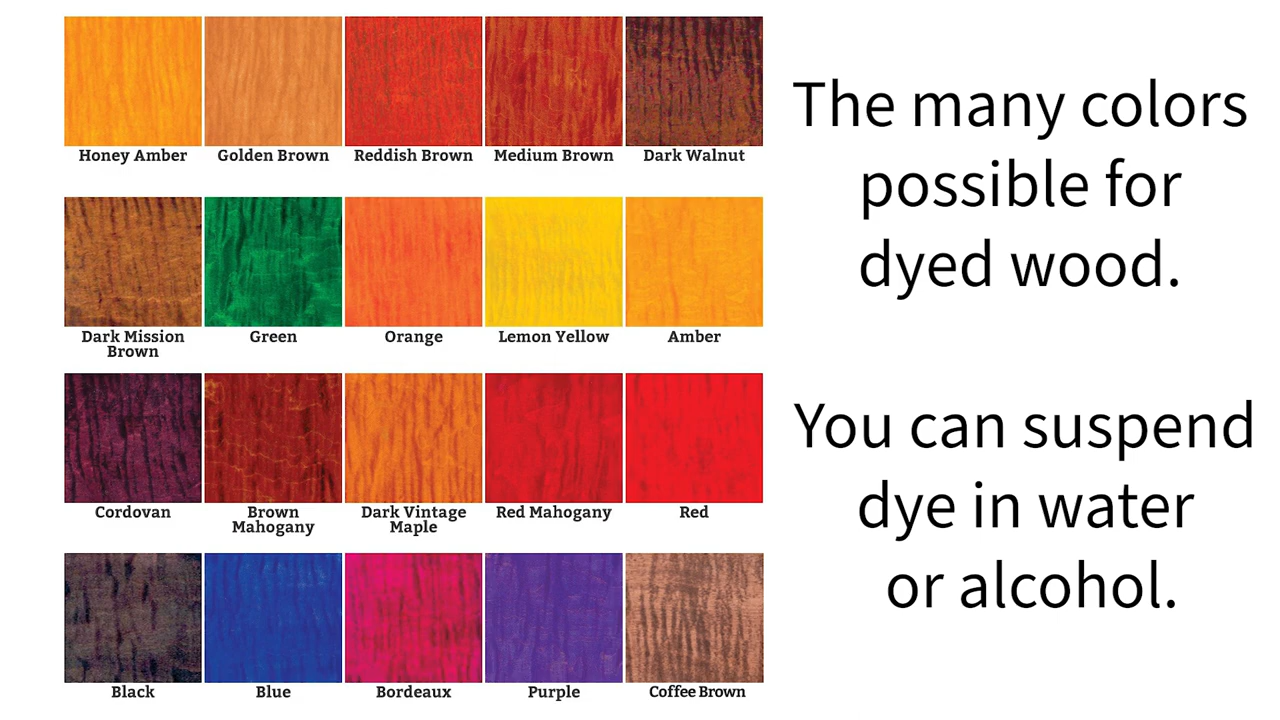 Honey Amber
Golden Brown
Reddish Brown
Medium Brown
Dark Walnut
Dark Mission
Brown
Green
Orange
Lemon Yellow
Amber
Cordovan
Brown
Mahogany
Dark Vintage
Maple
Red Mahogany
Red
Black
Blue
Bordeaux
Purple
Coffee Brown
The many colors
possible for
dyed wood.
You can suspend
dye in water
or alcohol.